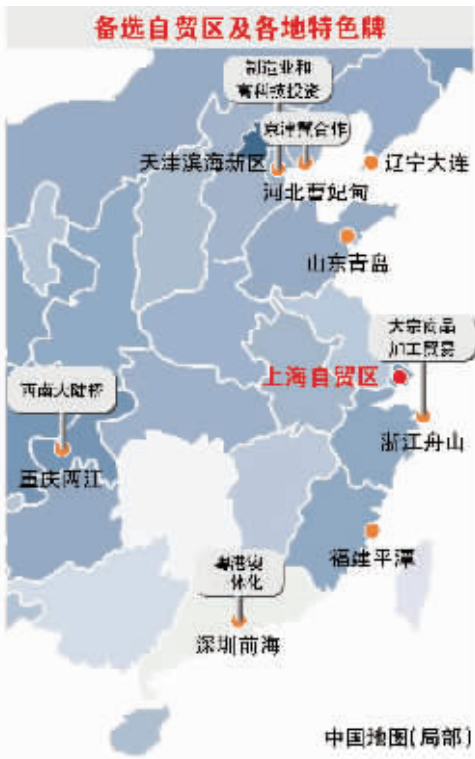 备选自贸区及各地特色牌
制造业和
高科技投资
京津冀合作
天津滨海新区
辽宁大连
河北曹妃甸
山东青岛
大宗商品
加工贸易
上海自贸区
西南大陆桥
浙江舟山
重庆两江
福建平潭
粤港澳
一体化
深圳前海
中国地图(局部)